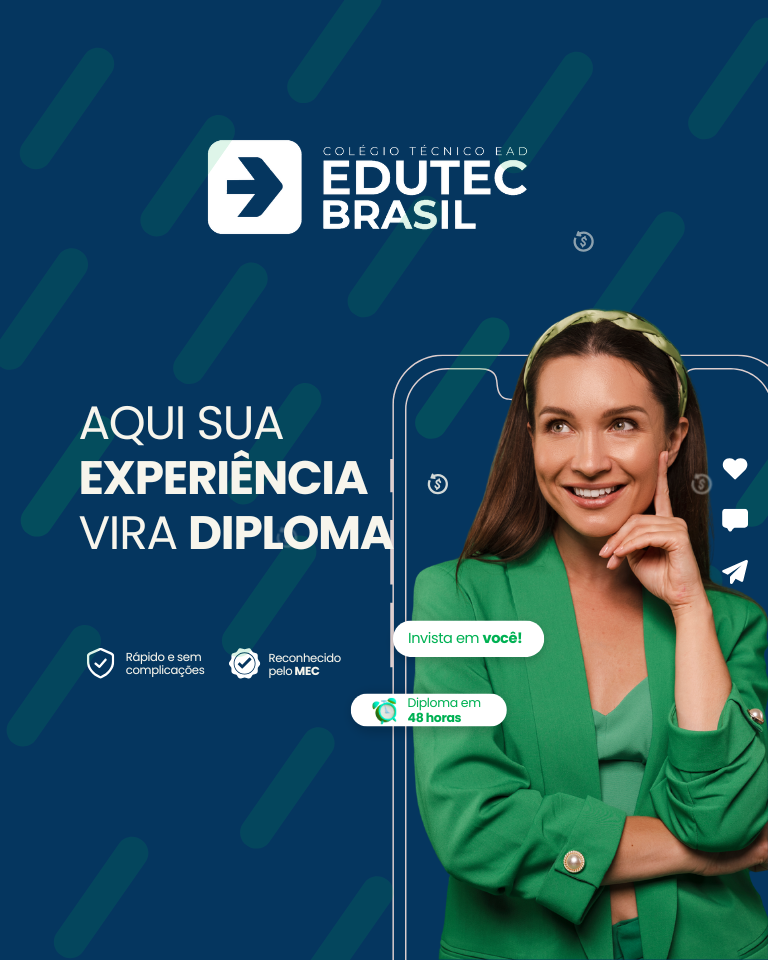 COLÉGIO TÉCNICO EAD
EDUTEC
BRASIL
AQUI SUA
EXPERIÊNCIA
VIRA DIPLOMA
Rápido e sem
complicações
Reconhecido
pelo MEC
Invista em você!
Diploma em
48 horas